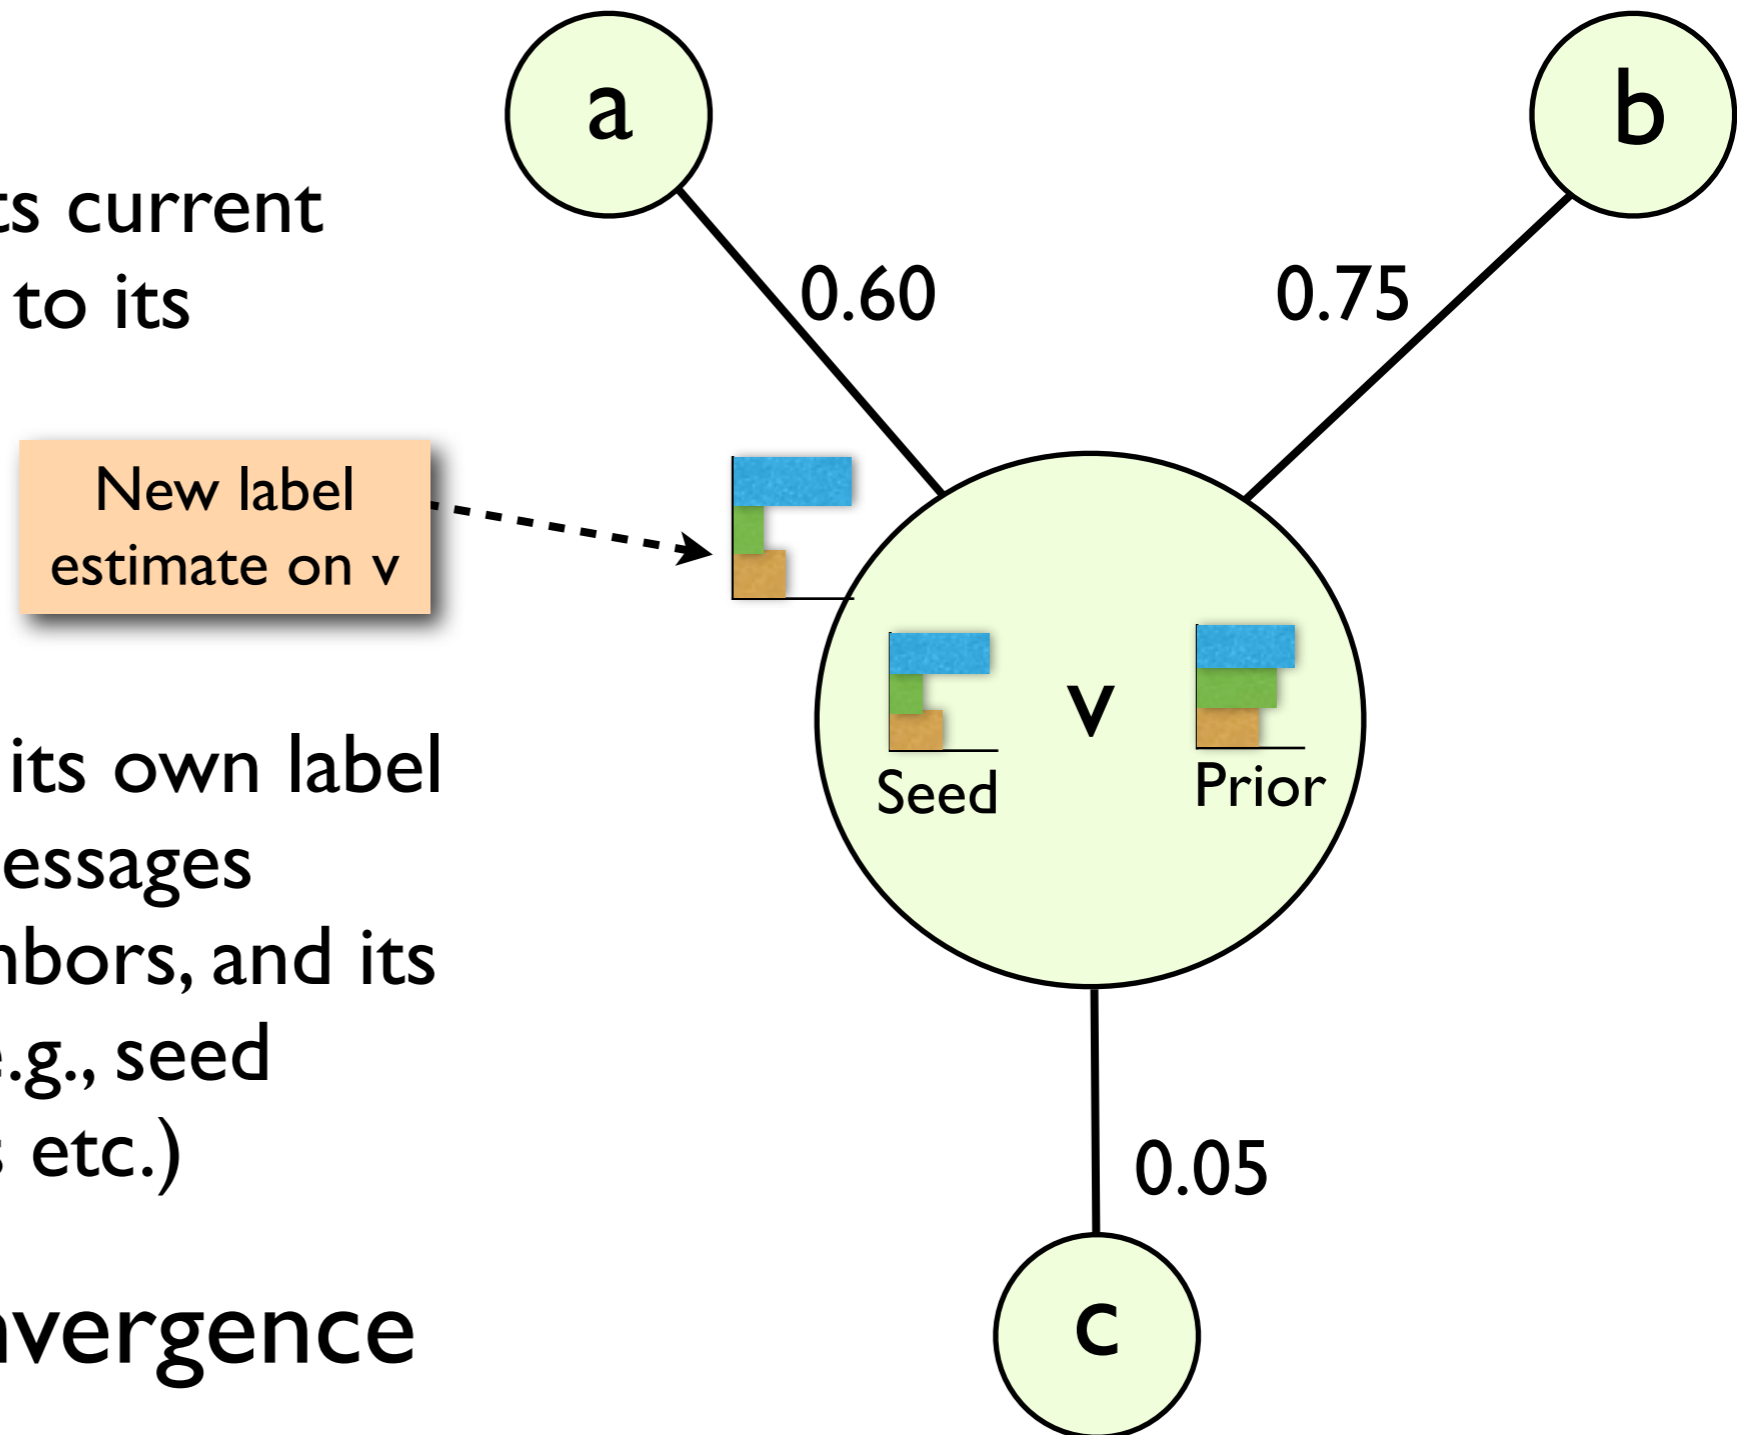 a
b
ts current
to its
0.60
0.75
New label
estimate on v
v
Seed
Prior
its own label
essages
nbors, and its
e.g., seed
s etc.)
0.05
nvergence
c